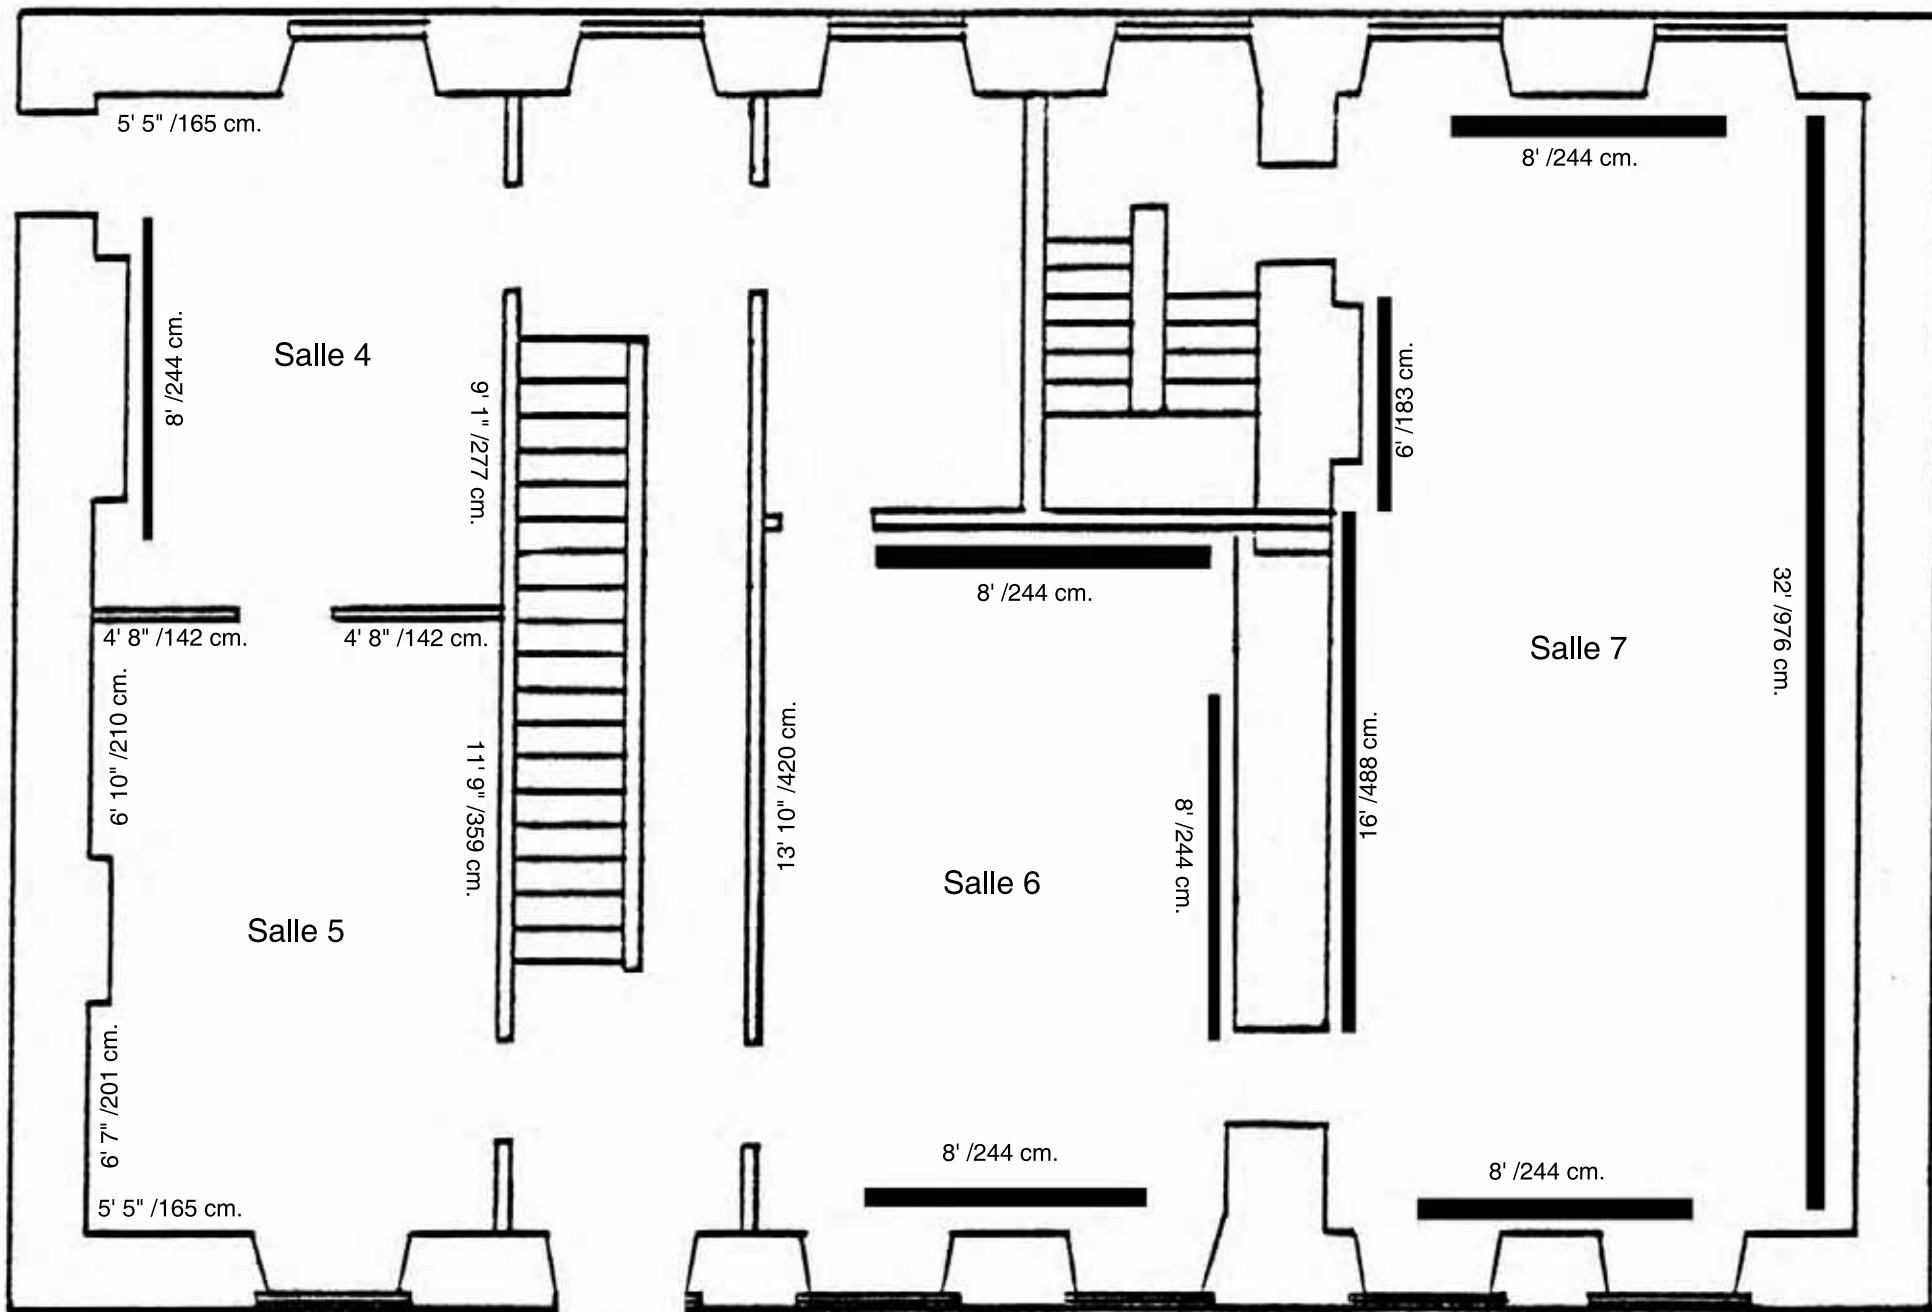 5' 5" /165 cm.
8' /244 cm.
8' /244 cm.
Salle 4
9' 1" /277 cm.
6' /183 cm.
8' /244 cm.
32' /976 cm.
4' 8" /142 cm.
4' 8" /142 cm.
Salle 7
6' 10" /210 cm.
11' 9" /359 cm.
13' 10" /420 cm.
8' /244 cm.
16' /488 cm.
Salle 6
Salle 5
6' 7" /201 cm.
8' /244 cm.
8' /244 cm.
5' 5" /165 cm.